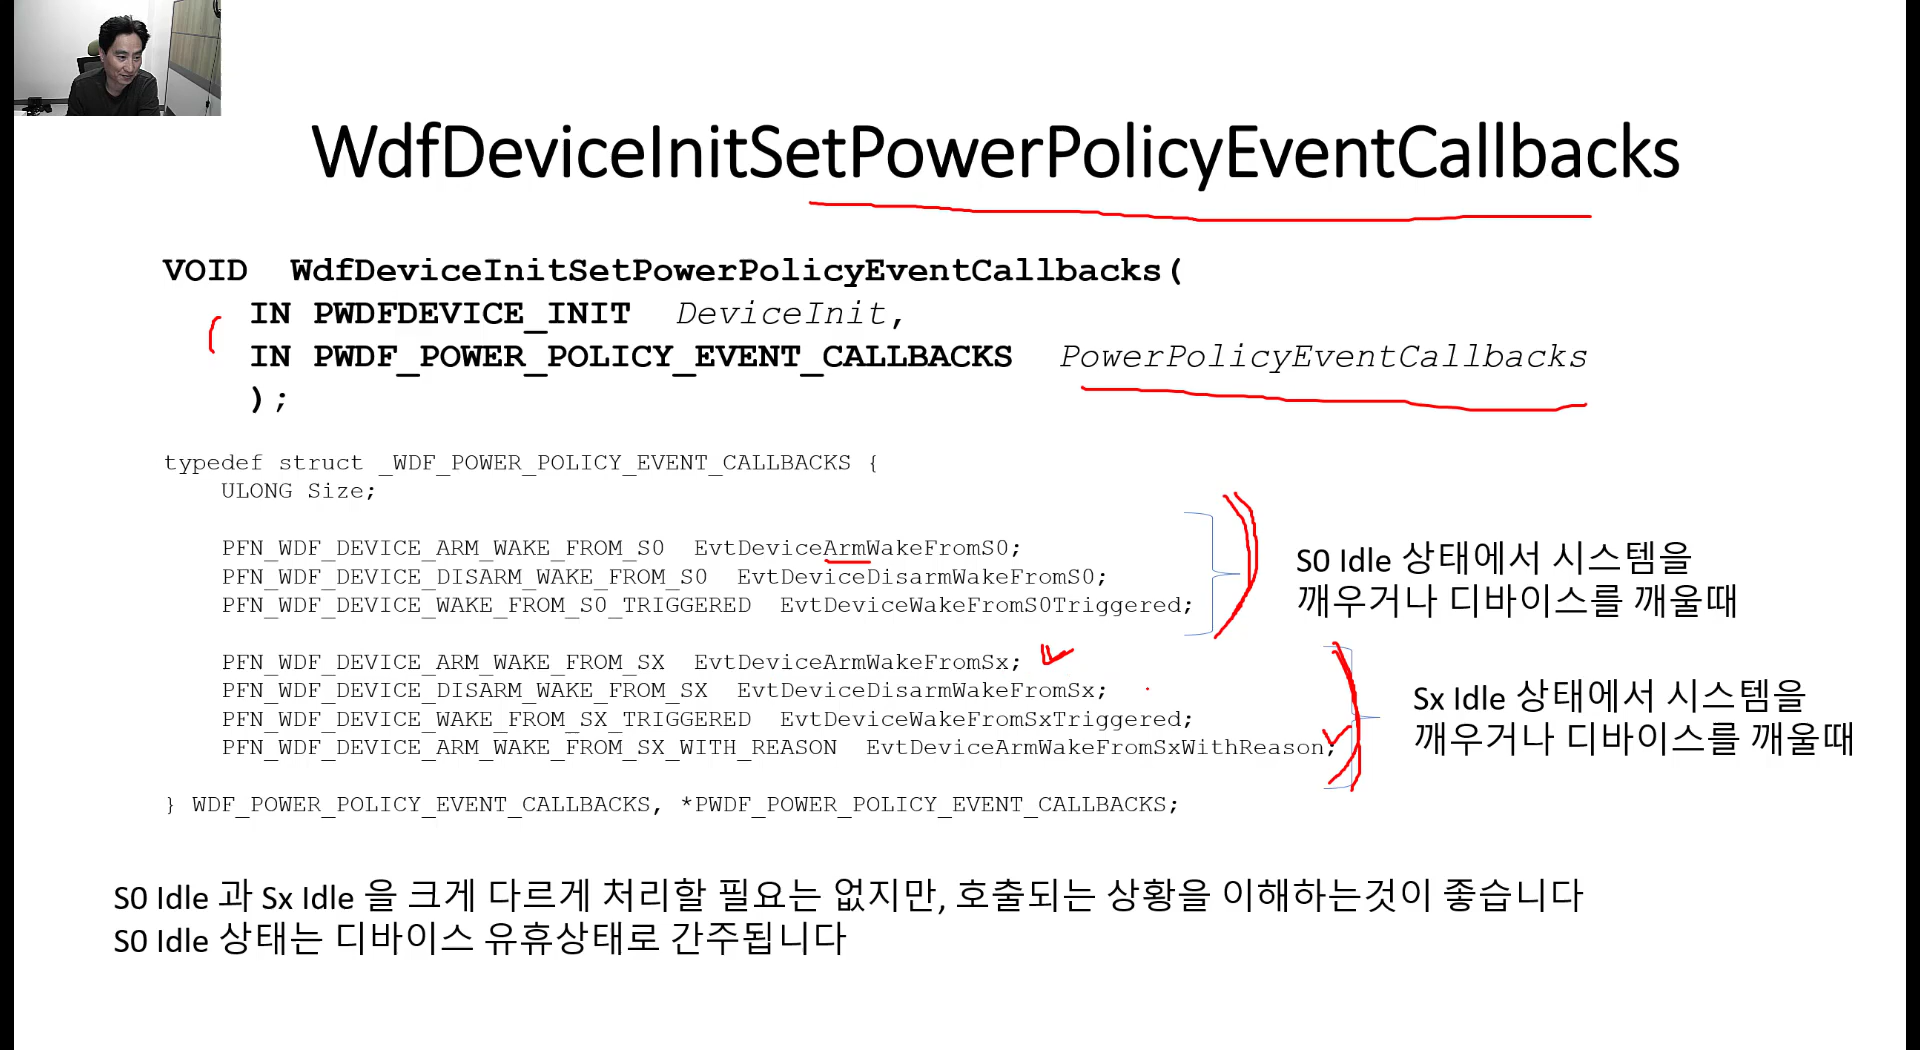 WdfDeviceInitSetPowerPolicyEventCallbacks
VOID WdfDeviceInitSetPowerPolicyEventCallbacks(
IN PWDFDEVICE_INIT DeviceInit,
IN PWDF_POWER_POLICY_EVENT_CALLBACKS PowerPolicyEventCallbacks
);
typedef struct _WDF_POWER_POLICY_EVENT_CALLBACKS {
ULONG Size;
PFN_WDF_DEVICE_ARM_WAKE_FROM_S0 EvtDeviceArmWakeFromS0;
PFN_WDF_DEVICE_DISARM_WAKE_FROM_S0 EvtDeviceDisarmWakeFromS0;
PFN_WDF_DEVICE_WAKE_FROM_S0_TRIGGERED EvtDeviceWakeFromS0Triggered;
S0 Idle 상태에서 시스템을
깨우거나 디바이스를 깨울때
PFN_WDF_DEVICE_ARM_WAKE_FROM_SX EvtDeviceArmWakeFromSx;
PFN_WDF_DEVICE_DISARM_WAKE_FROM_SX EvtDeviceDisarmWakeFromSx;
PFN_WDF_DEVICE_WAKE_FROM_SX_TRIGGERED EvtDeviceWakeFromSxTriggered;
PFN_WDF_DEVICE_ARM_WAKE_FROM_SX_WITH_REASON EvtDeviceArmWakeFromSxWithReason;
Sx Idle 상태에서 시스템을
깨우거나 디바이스를 깨울때
} WDF_POWER_POLICY_EVENT_CALLBACKS, *PWDF_POWER_POLICY_EVENT_CALLBACKS;
S0 Idle 과 Sx Idle 을 크게 다르게 처리할 필요는 없지만, 호출되는 상황을 이해하는것이 좋습니다
S0 Idle 상태는 디바이스 유휴상태로 간주됩니다